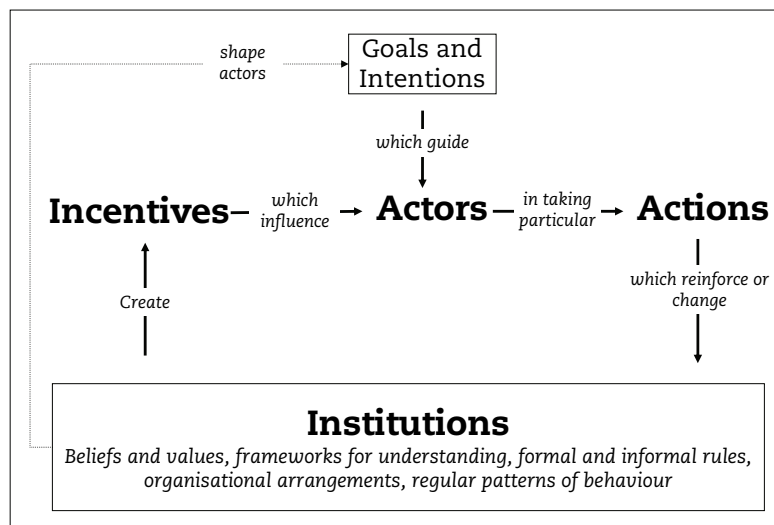 shape
actors
Goals and
Intentions
which guide
Incentives
which
influence
Actors
in taking
particular
Actions
Create
which reinforce or
change
Institutions
Beliefs and values, frameworks for understanding, formal and informal rules,
organisational arrangements, regular patterns of behaviour